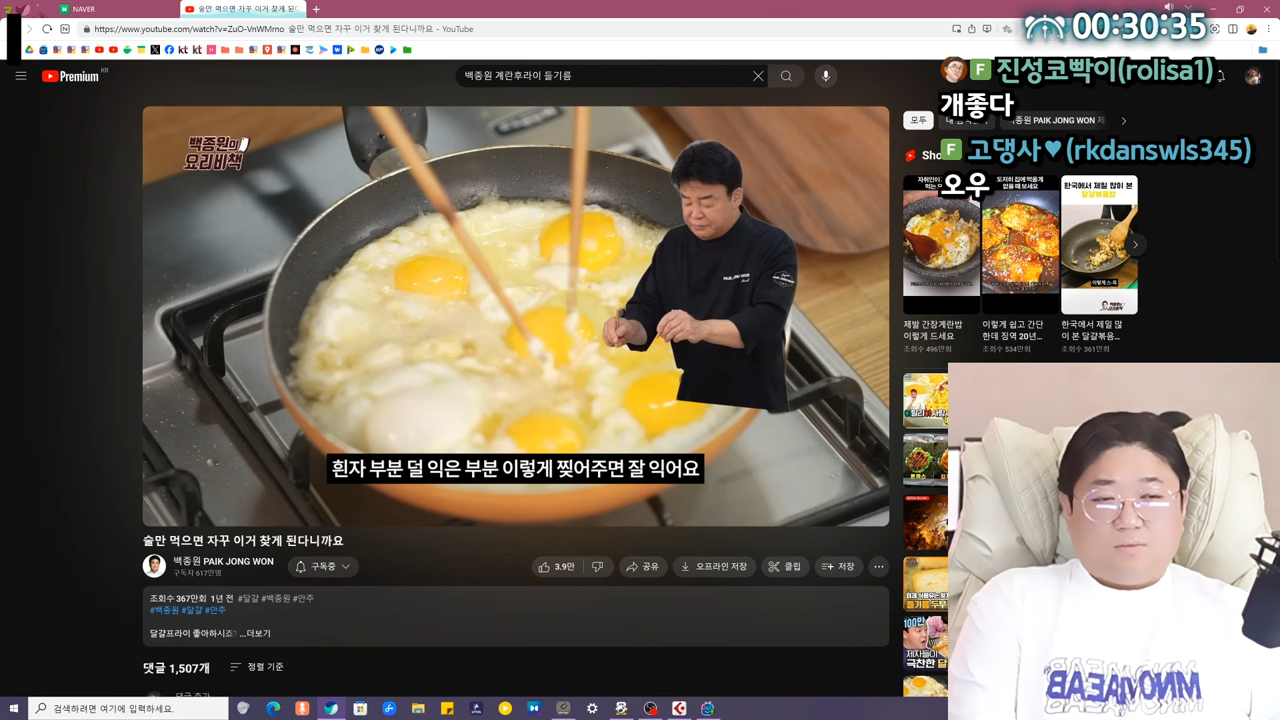 NAVER
술만 먹으면 자꾸 이거 찾게 된다
https://www.youtube.com/watch?v=ZuO-VnWMrno 술만 먹으면 자꾸 이거 찾게 된다니까요 - YouTube
00:30:35
Premium KR
백종원 계란후라이 들기름
F 진성코빡이(rolisa1)
개좋다
모두
백종원 PAIK JONG WON 제
F 고댕사♥(rkdanswls345)
오우
백종원의
요리비책
PAIK JONG WON
한국에서 제일 많이 본
달걀볶음밥
제발 간장계란밥
이렇게 드세요
조회수 496만회
이렇게 쉽고 간단
한데 징역 20년...
조회수 534만회
한국에서 제일 많
이 본 달걀볶음...
조회수 361만회
흰자 부분 덜 익은 부분 이렇게 찢어주면 잘 익어요
술만 먹으면 자꾸 이거 찾게 된다니까요
백종원 PAIK JONG WON
구독자 617만명
구독중
3.9만
공유
오프라인 저장
클립
저장
조회수 367만회 1년 전 #달걀 #백종원 #안주
#백종원 #달걀 #안주
달걀프라이 좋아하시죠? ...더보기
댓글 1,507개
정렬 기준
검색하려면 여기에 입력하세요.